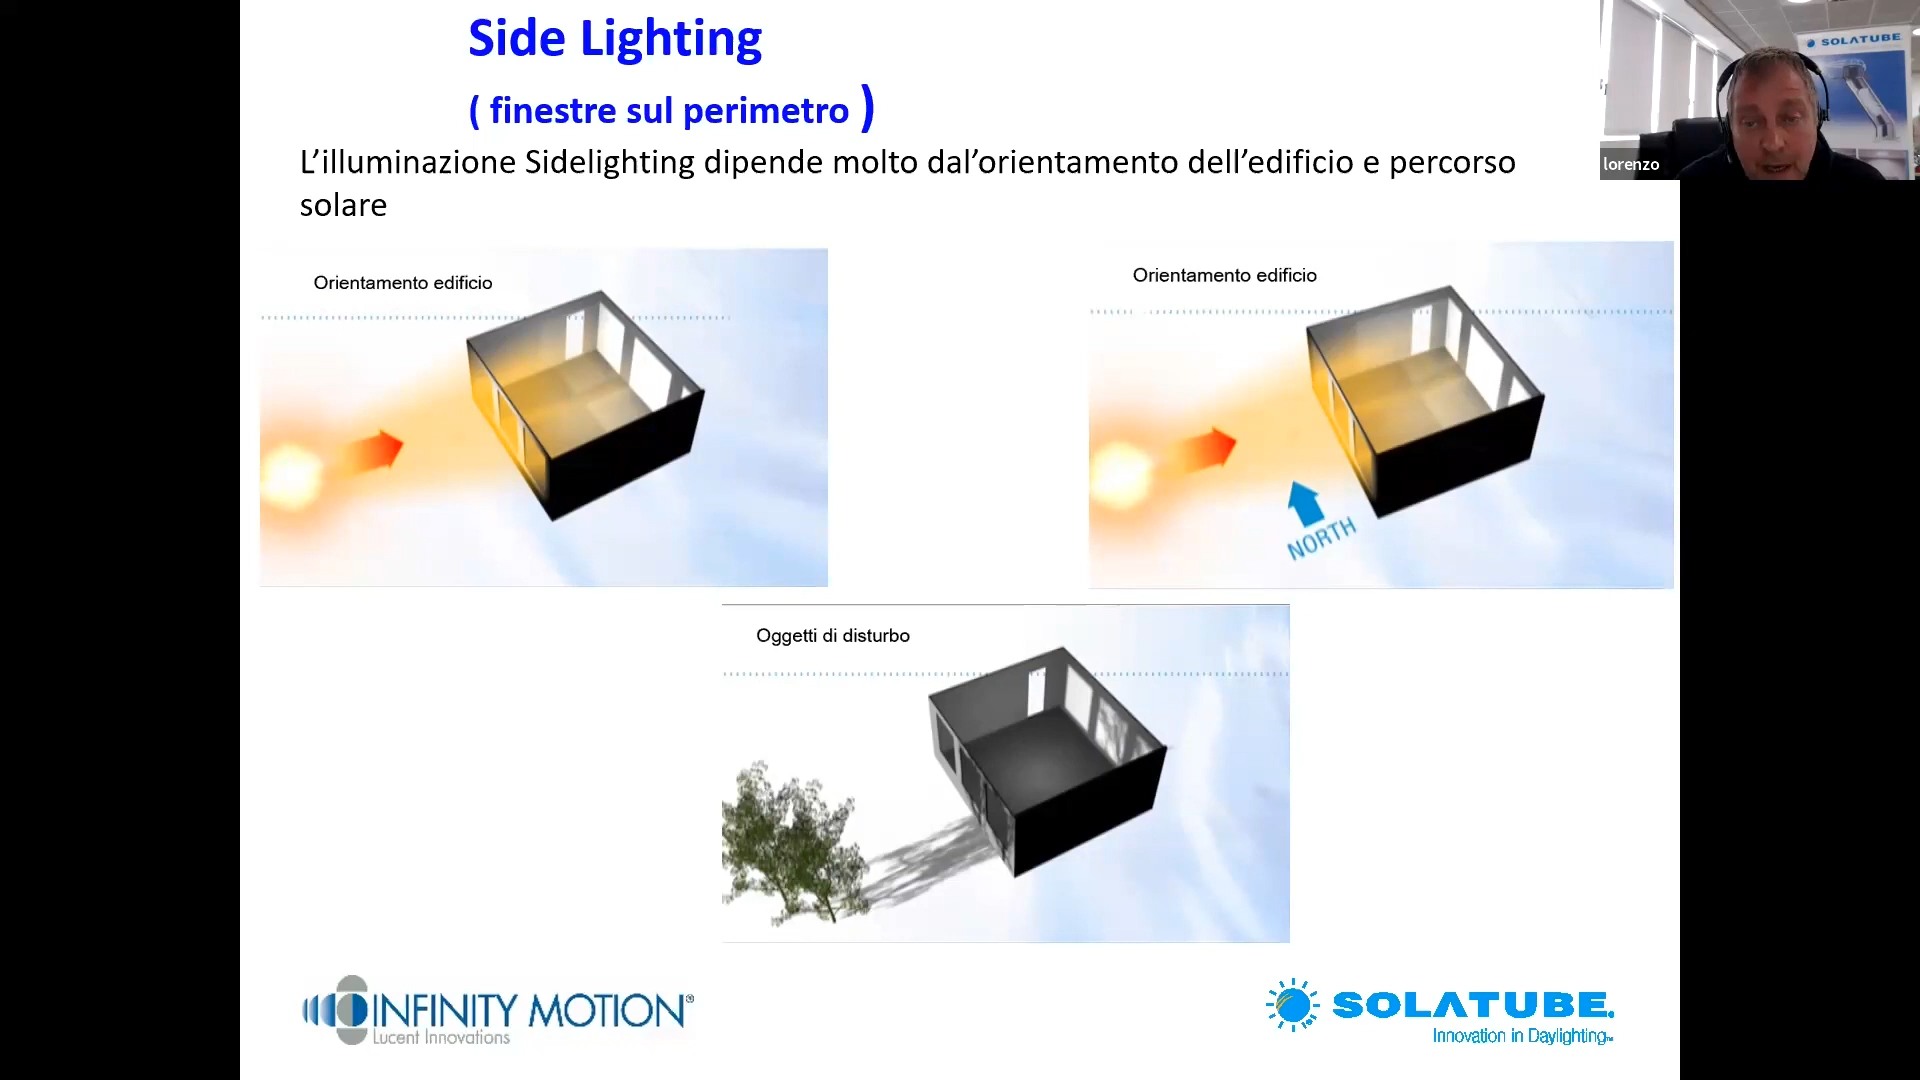 Side Lighting
( finestre sul perimetro )
L’illuminazione Sidelighting dipende molto dal’orientamento dell’edificio e percorso
solare
SOLATUBE
lorenzo
Orientamento edificio
Orientamento edificio
NORTH
Oggetti di disturbo
INFINITY MOTION®
Lucent Innovations
SOLATUBE.
Innovation in Daylighting™